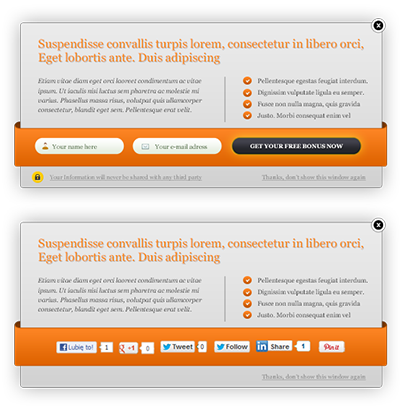 Suspendisse convallis turpis lorem, consectetur in libero orci,
Eget lobortis ante. Duis adipiscing
Etiam vitae diam eget orci laoreet condimentum ac vitae
tempus. Ut iaculis nisi luctus sem pharetra ac molestie mi
varius. Phasellus massa risus, volutpat quis ullamcorper
consectetur, tristique quis nibh. Pellentesque erat velit.
Pellentesque egestas feugiat interdum.
Dignissim vulputate ligula eu semper.
Fusce non nulla magna, quis gravida
Justo. Morbi consequat enim vel
Your name here
Your e-mail adress
GET YOUR FREE BONUS NOW
Your Information will never be shared with any third party
Thanks, don't show this window again
Suspendisse convallis turpis lorem, consectetur in libero orci,
Eget lobortis ante. Duis adipiscing
Etiam vitae diam eget orci laoreet condimentum ac vitae
tempus. Ut iaculis nisi luctus sem pharetra ac molestie mi
varius. Phasellus massa risus, volutpat quis ullamcorper
consectetur, tristique quis nibh. Pellentesque erat velit.
Pellentesque egestas feugiat interdum.
Dignissim vulputate ligula eu semper.
Fusce non nulla magna, quis gravida
Justo. Morbi consequat enim vel
Lubię to! 1 +1 0 Tweet 0 Follow Share 1 Pin it
Thanks, don't show this window again